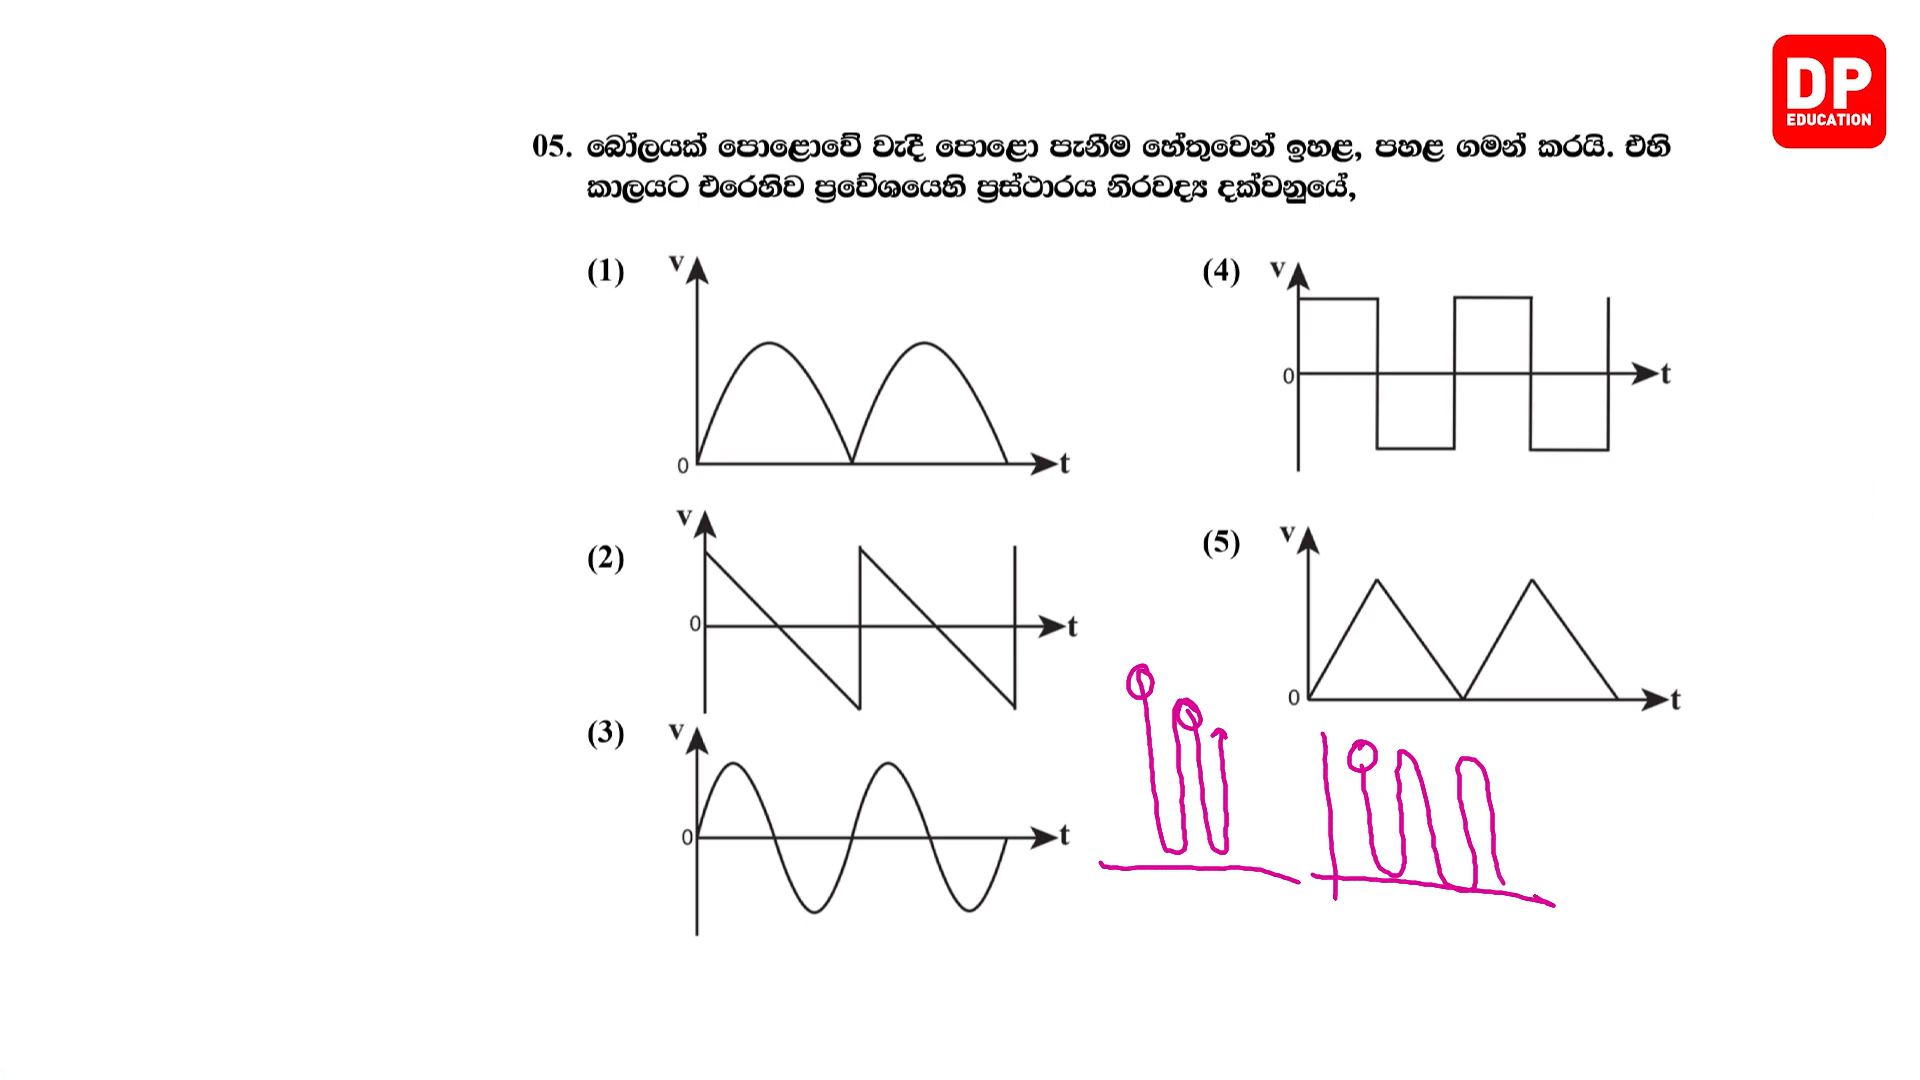 DP
EDUCATION
05. බෝලයක් පොළොවේ වැදී පොළො පැනීම හේතුවෙන් ඉහළ, පහළ ගමන් කරයි. එහි
කාලයට එරෙහිව ප්‍රවේශයෙහි ප්‍රස්ථාරය නිරවද්‍ය දක්වනුයේ,
(1)
v
0
t
(2)
v
0
t
(3)
v
0
t
(4)
v
0
t
(5)
v
0
t